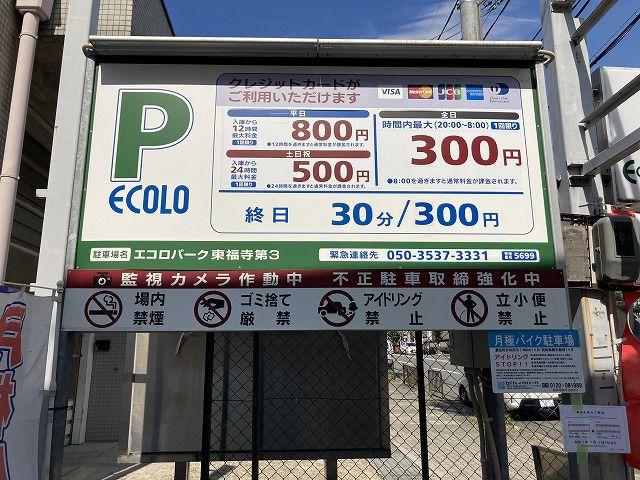 P
ECOLO
クレジットカードが
ご利用いただけます
VISA MasterCard JCB
平日
入庫から
12時間
最大料金
1回限り
800円
●12時間を過ぎますと通常料金が課金されます。
土日祝
入庫から
24時間
最大料金
1回限り
500円
●24時間を過ぎますと通常料金が課金されます。
全日
時間内最大(20:00~8:00) 1回限り
300円
●8:00を過ぎますと通常料金が課金されます。
終日 30分/300円
駐車場名 エコロパーク東福寺第3
緊急連絡先 050-3537-3331 5699
監視カメラ作動中 不正駐車取締強化中
場内
禁煙
ゴミ捨て
厳禁
アイドリング
禁止
立小便
禁止
月極バイク駐車場
アイドリング
STOP!!
0120-081989
月極